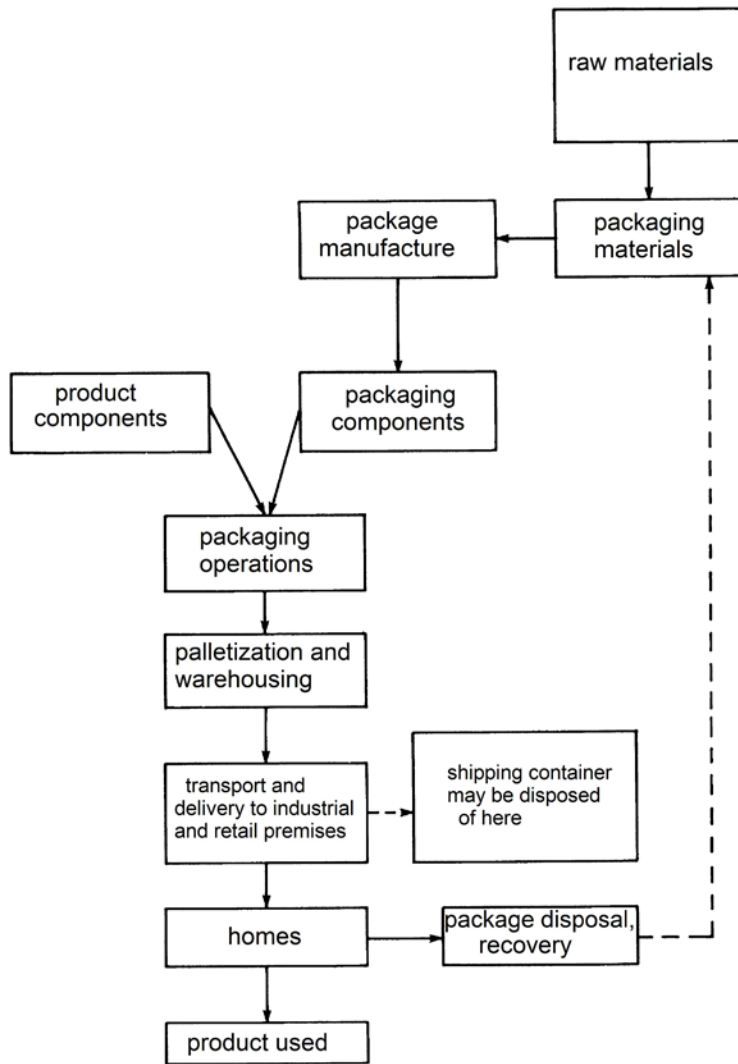 raw materials
packaging
materials
package
manufacture
product
components
packaging
components
packaging
operations
palletization and
warehousing
transport and
delivery to industrial
and retail premises
shipping container
may be disposed
of here
homes
package disposal,
recovery
product used